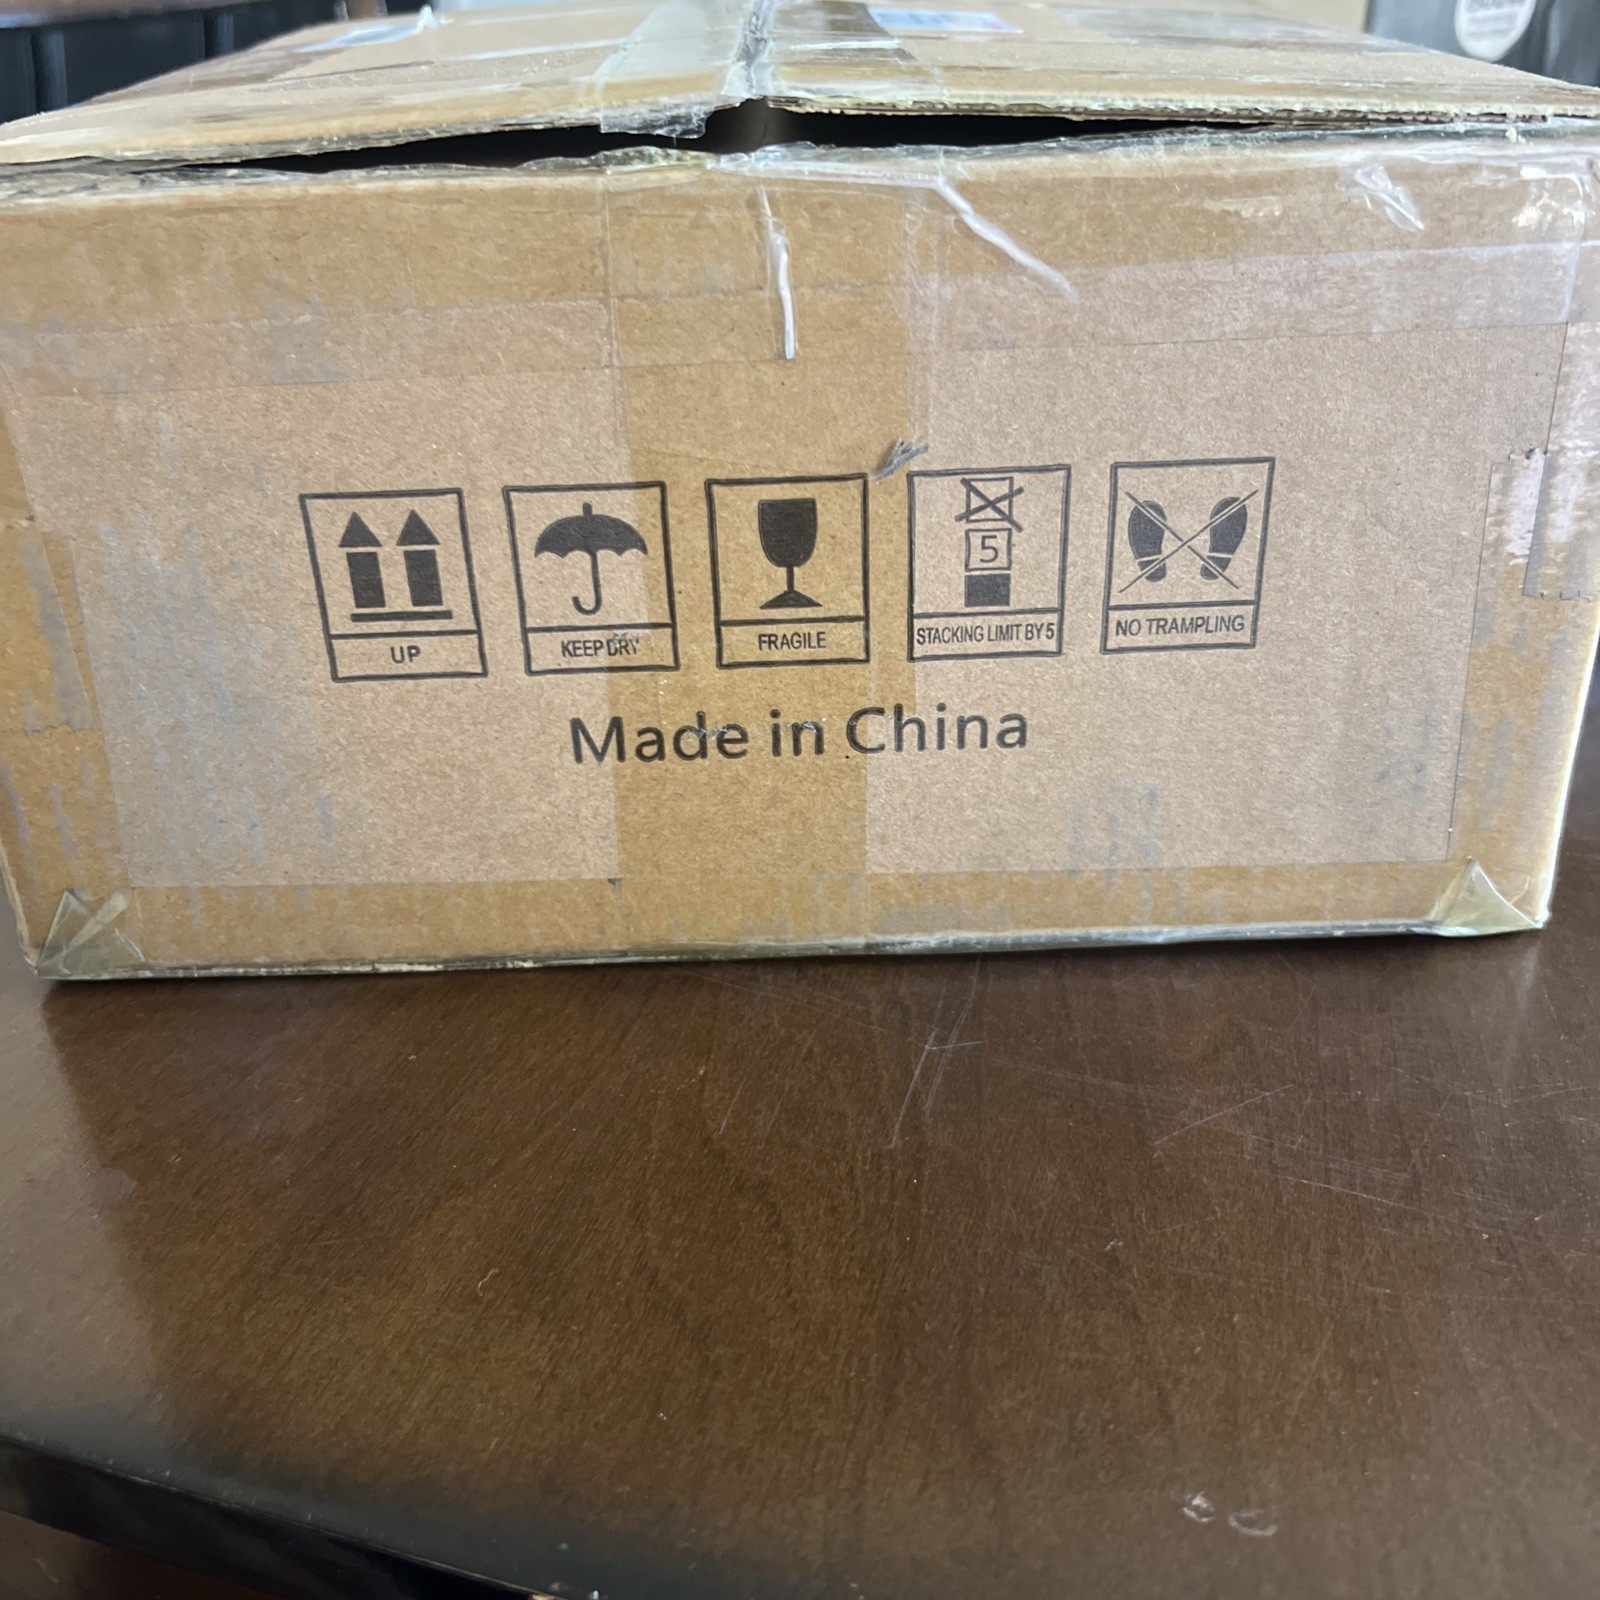 UP
KEEP DRY
FRAGILE
5
STACKING LIMIT BY 5
NO TRAMPLING
Made in China